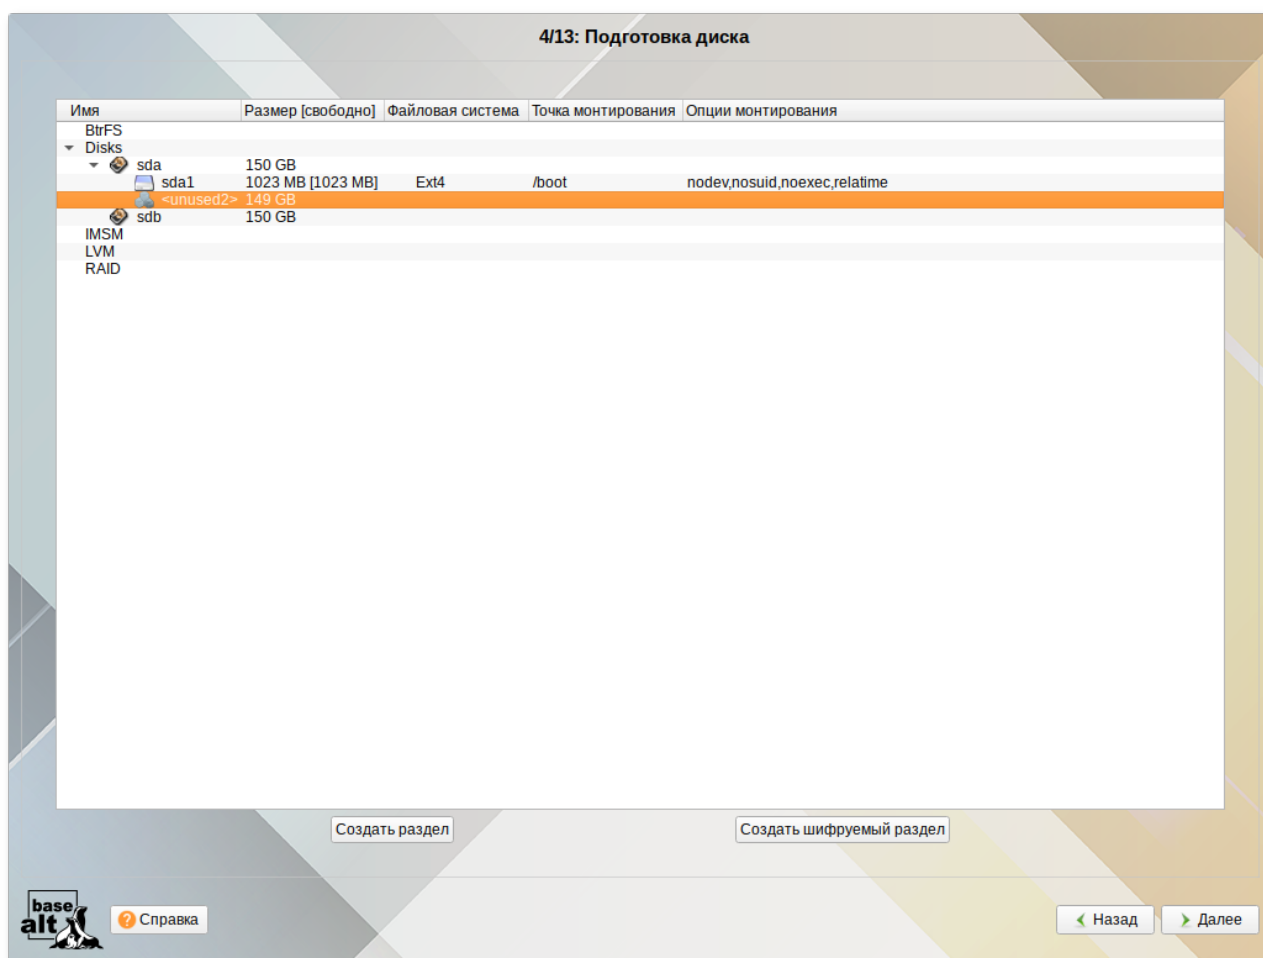 4/13: Подготовка диска
Имя Размер [свободно] Файловая система Точка монтирования Опции монтирования
BtrFS
Disks
sda 150 GB
sda1 1023 MB [1023 MB] Ext4 /boot nodev,nosuid,noexec,relatime
<unused2> 149 GB
sdb 150 GB
IMSM
LVM
RAID
Создать раздел Создать шифруемый раздел
base
alt
Справка Назад Далее